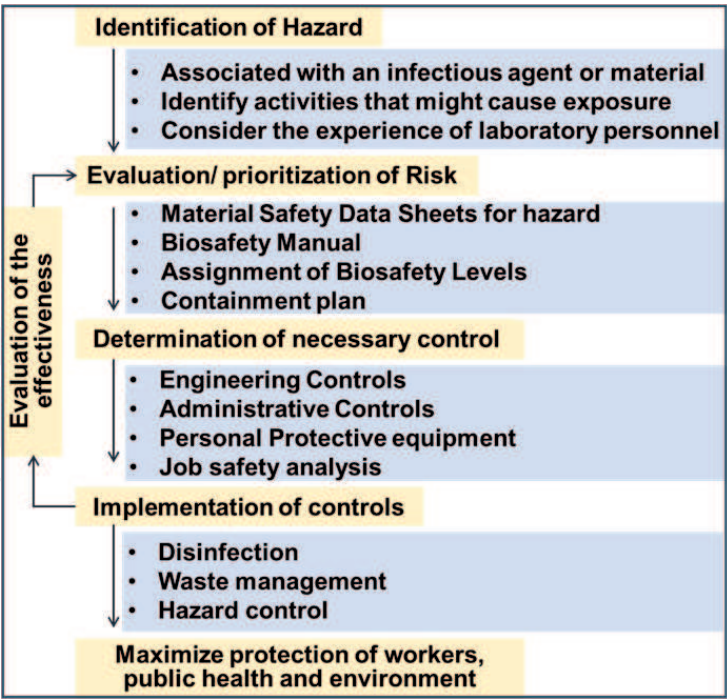 Identification of Hazard
• Associated with an infectious agent or material
• Identify activities that might cause exposure
• Consider the experience of laboratory personnel
Evaluation/ prioritization of Risk
• Material Safety Data Sheets for hazard
• Biosafety Manual
• Assignment of Biosafety Levels
• Containment plan
Determination of necessary control
• Engineering Controls
• Administrative Controls
• Personal Protective equipment
• Job safety analysis
Implementation of controls
• Disinfection
• Waste management
• Hazard control
Maximize protection of workers,
public health and environment
Evaluation of the
effectiveness